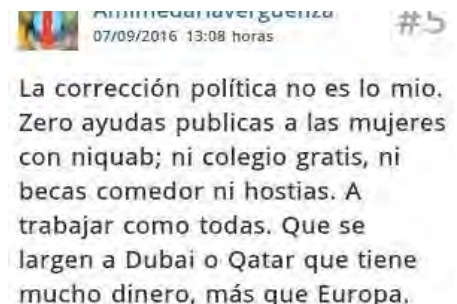 Amimedaríavergüenza
#5
07/09/2016 13:08 horas
La corrección política no es lo mio.
Zero ayudas publicas a las mujeres
con niquab; ni colegio gratis, ni
becas comedor ni hostias. A
trabajar como todas. Que se
largen a Dubai o Qatar que tiene
mucho dinero, más que Europa,